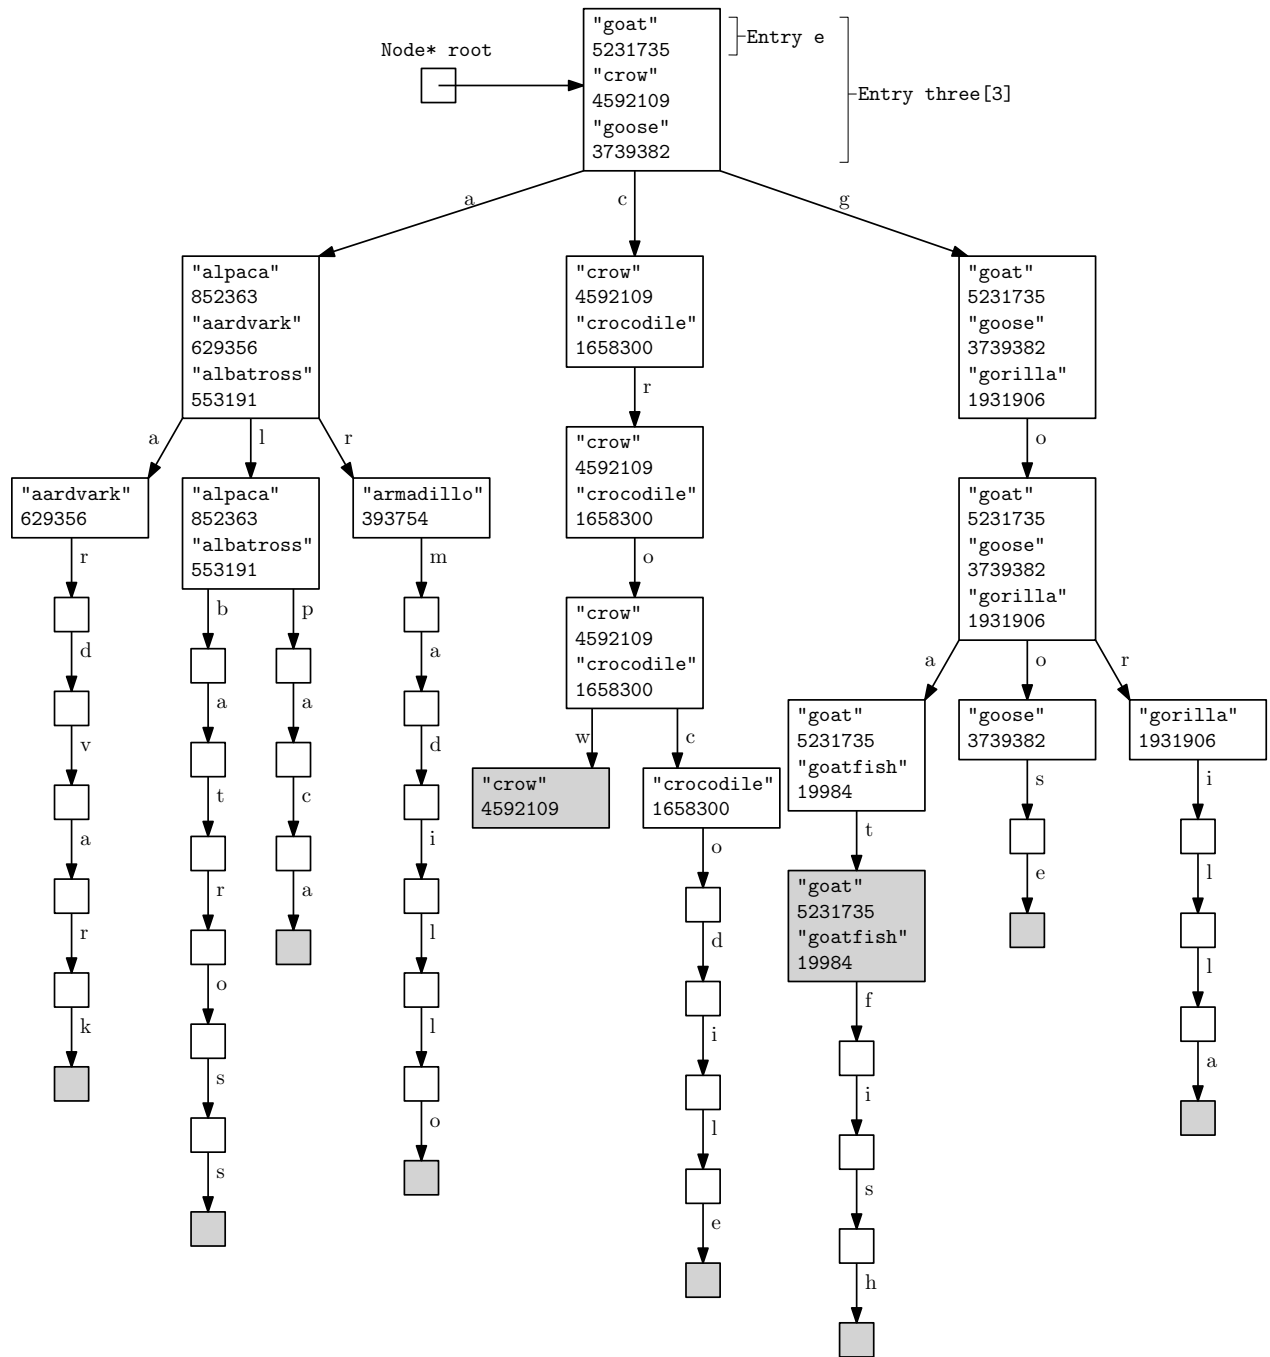 "goat"
5231735
"crow"
4592109
"goose"
3739382
Entry e
Entry three[3]
Node* root
a
c
g
"alpaca"
852363
"aardvark"
629356
"albatross"
553191
"crow"
4592109
"crocodile"
1658300
"goat"
5231735
"goose"
3739382
"gorilla"
1931906
a
l
r
r
o
"aardvark"
629356
"alpaca"
852363
"albatross"
553191
"armadillo"
393754
"crow"
4592109
"crocodile"
1658300
"goat"
5231735
"goose"
3739382
"gorilla"
1931906
r
d
v
a
r
k
b
a
t
r
o
s
s
p
a
c
a
m
a
d
i
l
l
o
o
"crow"
4592109
"crocodile"
1658300
w
c
"crow"
4592109
"crocodile"
1658300
o
d
i
l
e
a
o
r
"goat"
5231735
"goatfish"
19984
"goose"
3739382
"gorilla"
1931906
t
"goat"
5231735
"goatfish"
19984
f
i
s
h
s
e
i
l
l
a